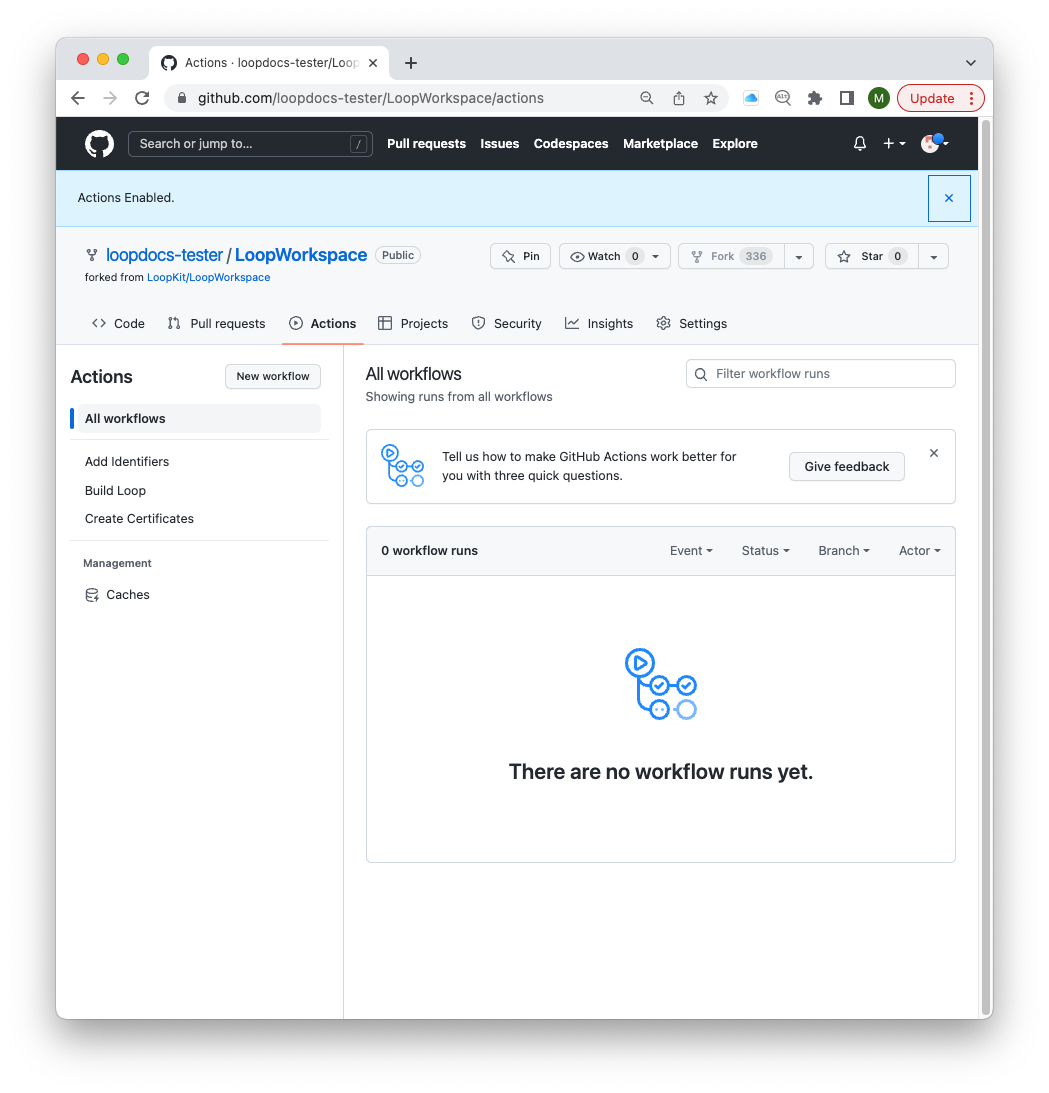 Actions · loopdocs-tester/Loop
github.com/loopdocs-tester/LoopWorkspace/actions
Alt
M
Update
Search or jump to...
/
Pull requests
Issues
Codespaces
Marketplace
Explore
Actions Enabled.
loopdocs-tester / LoopWorkspace
Public
forked from LoopKit/LoopWorkspace
Pin
Watch 0
Fork 336
Star 0
Code
Pull requests
Actions
Projects
Security
Insights
Settings
Actions
New workflow
All workflows
Add Identifiers
Build Loop
Create Certificates
Management
Caches
All workflows
Showing runs from all workflows
Filter workflow runs
Tell us how to make GitHub Actions work better for
you with three quick questions.
Give feedback
0 workflow runs
Event
Status
Branch
Actor
There are no workflow runs yet.